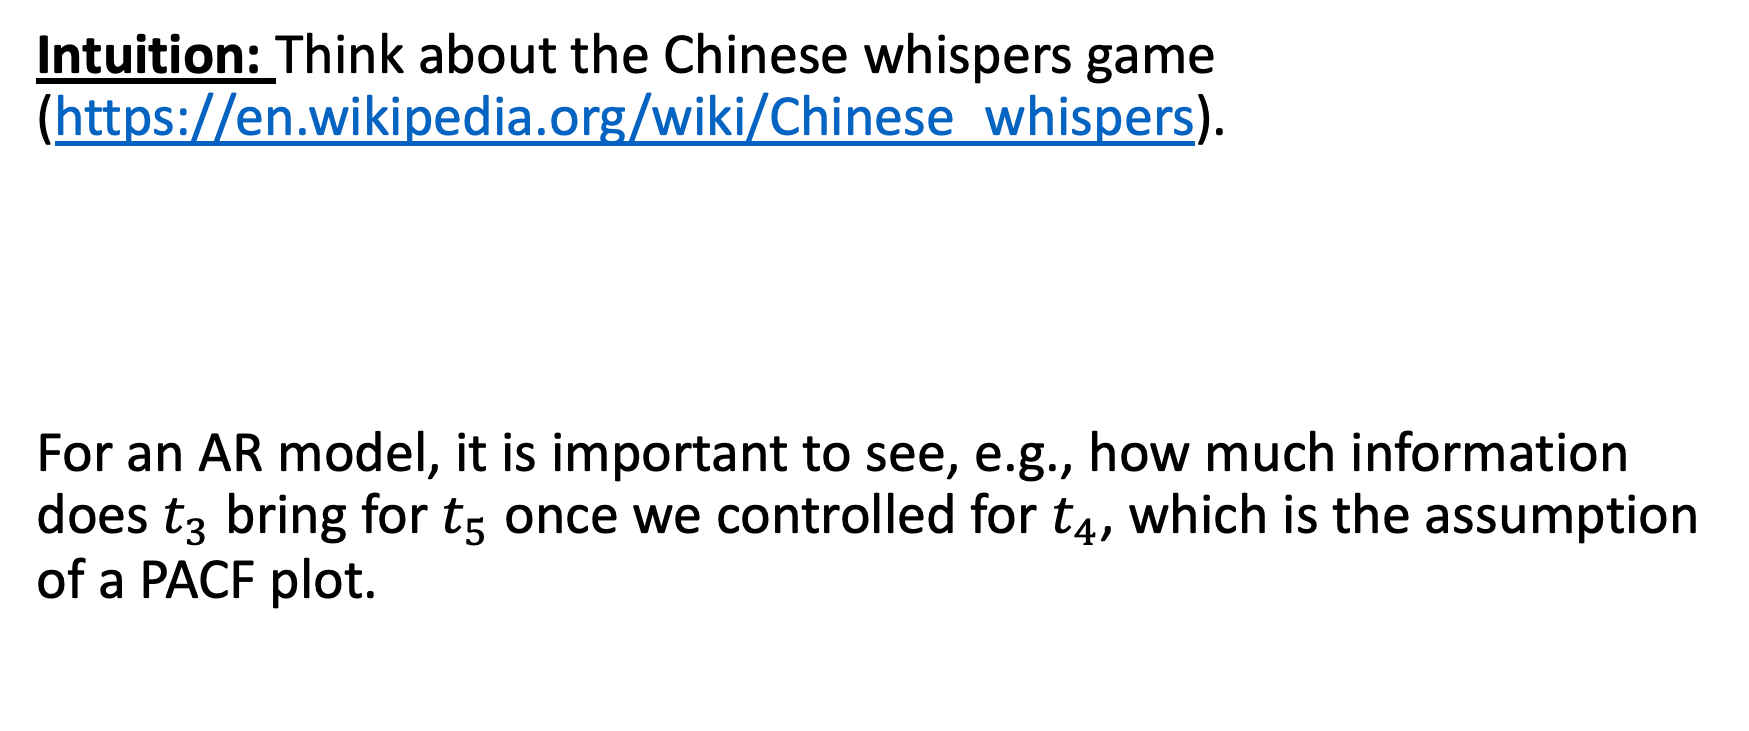 Intuition: Think about the Chinese whispers game
(https://en.wikipedia.org/wiki/Chinese_whispers).
For an AR model, it is important to see, e.g., how much information
does t₃ bring for t₅ once we controlled for t₄, which is the assumption
of a PACF plot.